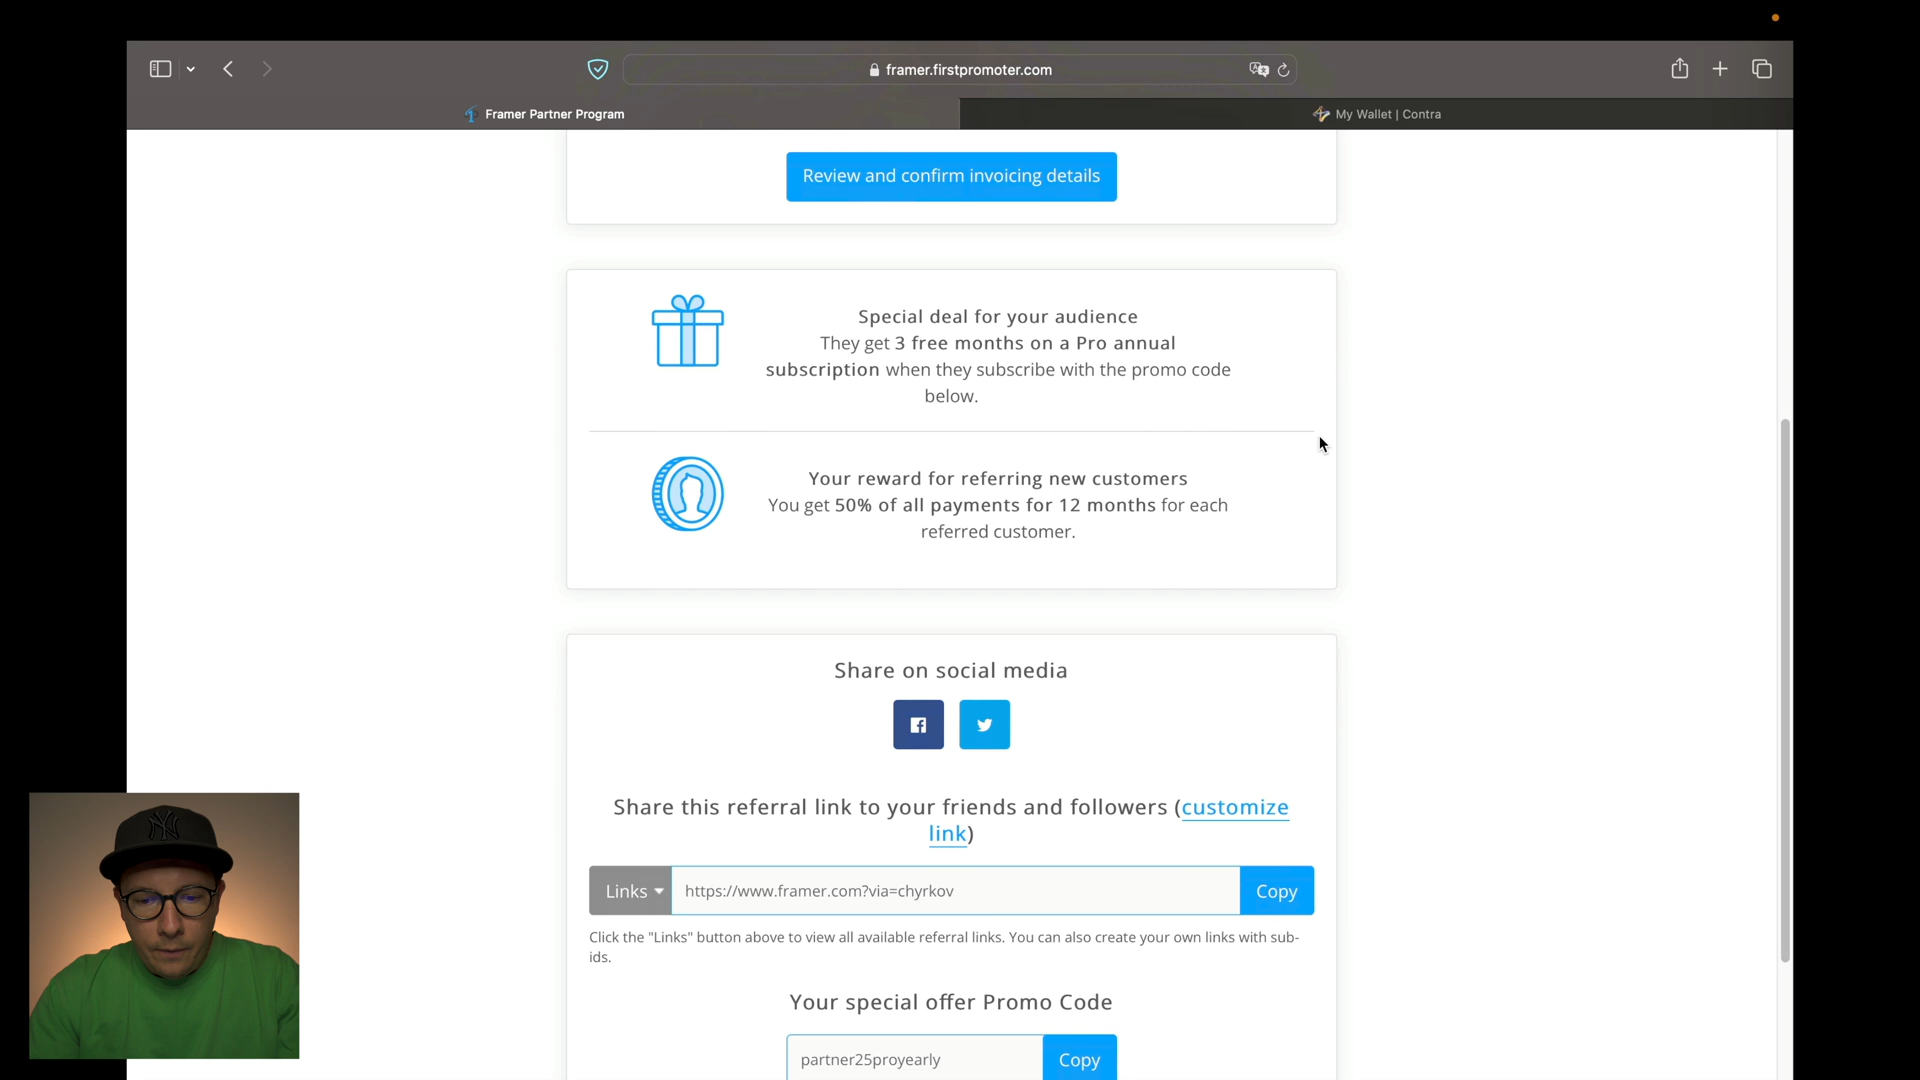 framer.firstpromoter.com
Framer Partner Program
My Wallet | Contra
Review and confirm invoicing details
Special deal for your audience
They get 3 free months on a Pro annual
subscription when they subscribe with the promo code
below.
Your reward for referring new customers
You get 50% of all payments for 12 months for each
referred customer.
Share on social media
Share this referral link to your friends and followers (customize
link)
Links
https://www.framer.com?via=chyrkov
Copy
Click the "Links" button above to view all available referral links. You can also create your own links with sub-
ids.
Your special offer Promo Code
partner25proyearly
Copy